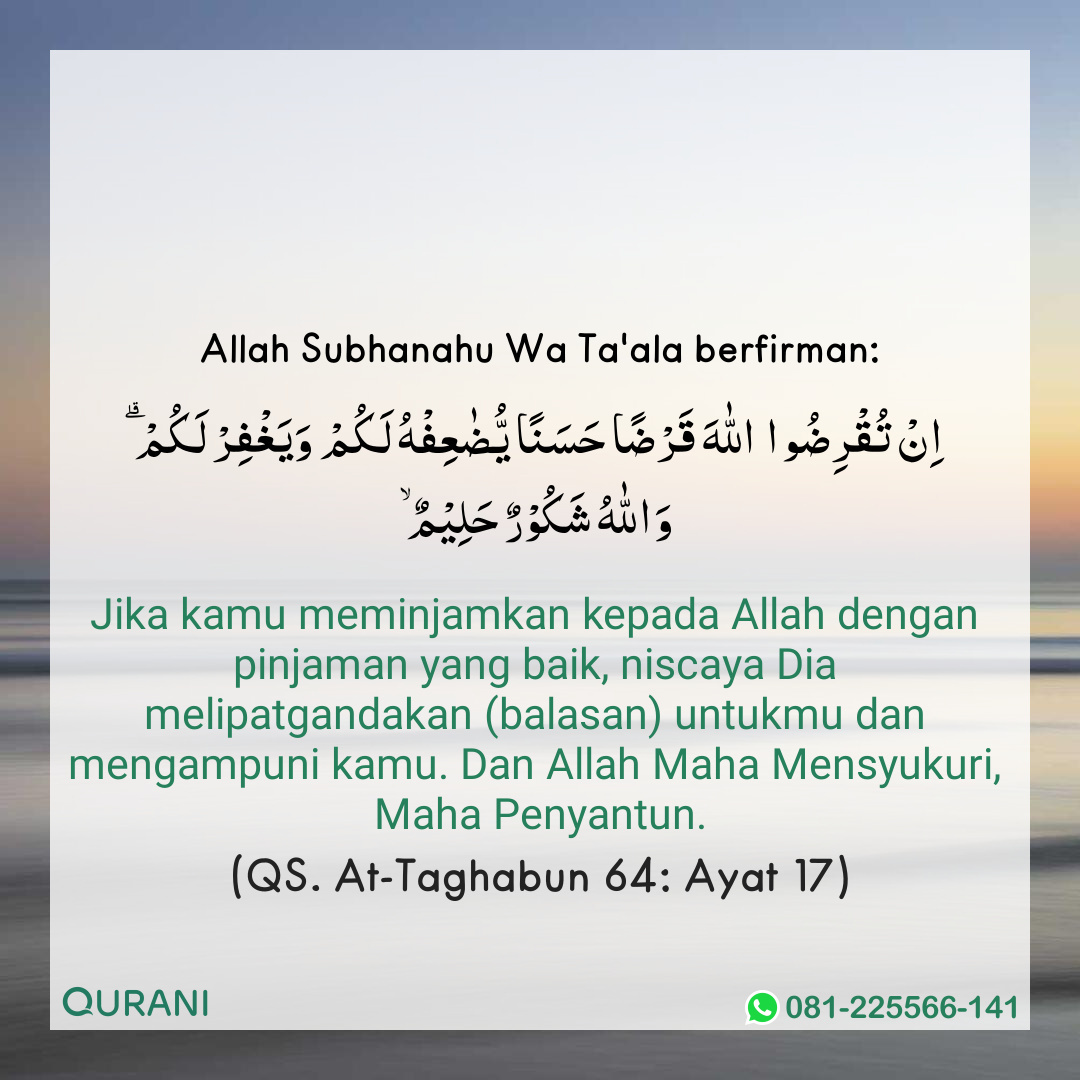 Allah Subhanahu Wa Ta'ala berfirman:
اِنْ تُقْرِضُوا اللّٰهَ قَرْضًا حَسَنًا يُّضٰعِفْهُ لَـكُمْ وَيَغْفِرْ لَـكُمْ ۗ
وَاللّٰهُ شَكُوْرٌ حَلِيْمٌ ۙ
Jika kamu meminjamkan kepada Allah dengan
pinjaman yang baik, niscaya Dia
melipatgandakan (balasan) untukmu dan
mengampuni kamu. Dan Allah Maha Mensyukuri,
Maha Penyantun.
(QS. At-Taghabun 64: Ayat 17)
QURANI
081-225566-141